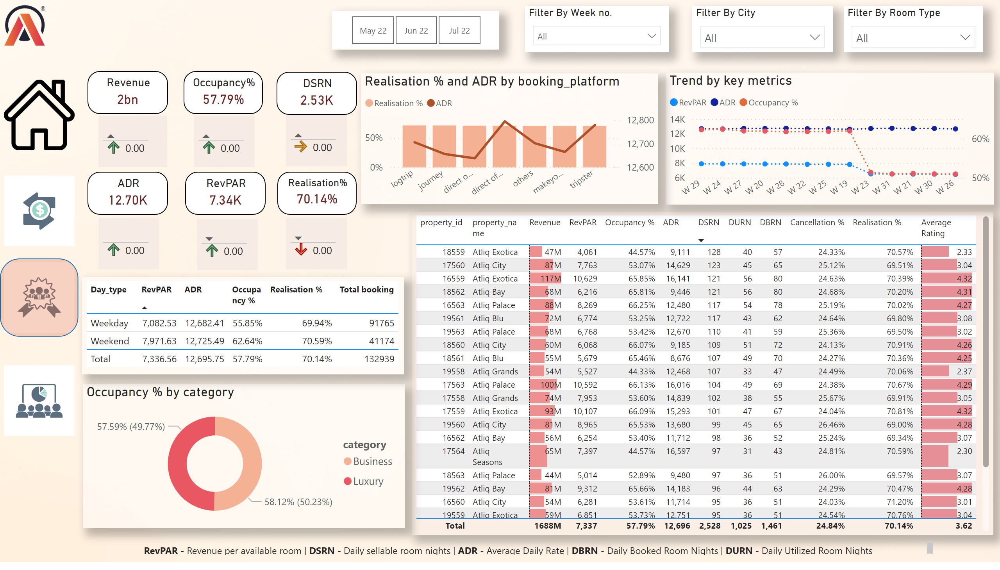 ®
May 22 Jun 22 Jul 22
Filter By Week no.
All
Filter By City
All
Filter By Room Type
All
Revenue
2bn
Occupancy%
57.79%
DSRN
2.53K
0.00
0.00
0.00
ADR
12.70K
RevPAR
7.34K
Realisation%
70.14%
0.00
0.00
0.00
Realisation % and ADR by booking_platform
Realisation % ADR
50%
0%
12,800
12,700
12,600
logtrip
journey
direct o...
direct of...
others
makeyo...
tripster
Trend by key metrics
RevPAR ADR Occupancy %
14K
12K
10K
8K
6K
60%
50%
W 29
W 24
W 27
W 20
W 28
W 22
W 25
W 19
W 23
W 31
W 21
W 30
W 26
Day_type RevPAR ADR Occupa Realisation % Total booking
ncy %
Weekday 7,082.53 12,682.41 55.85% 69.94% 91765
Weekend 7,971.63 12,725.49 62.64% 70.59% 41174
Total 7,336.56 12,695.75 57.79% 70.14% 132939
Occupancy % by category
57.59% (49.77%)
58.12% (50.23%)
category
Business
Luxury
property_id property_na Revenue RevPAR Occupancy % ADR DSRN DURN DBRN Cancellation % Realisation % Average
me Rating
18559 Atliq Exotica 47M 4,061 44.57% 9,111 128 40 57 24.33% 70.57% 2.33
17560 Atliq City 87M 7,763 53.07% 14,629 123 45 65 25.12% 69.51% 3.04
16559 Atliq Exotica 117M 10,629 65.85% 16,141 121 56 80 24.63% 70.39% 4.32
18562 Atliq Bay 68M 6,216 65.81% 9,446 121 56 80 24.68% 70.20% 4.31
16563 Atliq Palace 88M 8,269 66.25% 12,480 117 54 78 25.19% 70.02% 4.27
19561 Atliq Blu 72M 6,774 53.25% 12,722 117 43 62 24.64% 69.80% 3.08
19563 Atliq Palace 68M 6,768 53.42% 12,670 110 41 59 25.36% 69.50% 3.02
18560 Atliq City 60M 6,068 66.07% 9,185 109 51 72 24.13% 70.91% 4.26
18561 Atliq Blu 55M 5,679 65.46% 8,676 107 49 70 24.27% 70.36% 4.25
19558 Atliq Grands 54M 5,527 44.33% 12,468 107 33 47 24.49% 70.06% 2.37
17563 Atliq Palace 100M 10,592 66.13% 16,016 104 49 69 24.38% 70.67% 4.29
17558 Atliq Grands 74M 7,953 53.60% 14,839 102 38 55 25.67% 69.91% 3.05
17559 Atliq Exotica 93M 10,107 66.09% 15,293 101 47 67 24.04% 70.81% 4.32
19560 Atliq City 81M 8,965 65.53% 13,680 99 45 65 26.46% 69.00% 4.28
16562 Atliq Bay 56M 6,254 53.40% 11,712 98 36 52 25.24% 69.34% 3.07
17564 Atliq 65M 7,397 44.57% 16,597 97 31 43 24.81% 70.59% 2.30
Seasons
18563 Atliq Palace 44M 5,014 52.89% 9,480 97 36 51 26.00% 69.57% 3.07
19562 Atliq Bay 81M 9,312 65.66% 14,183 96 44 63 24.29% 70.47% 4.28
16560 Atliq City 54M 6,281 53.61% 11,714 95 36 51 24.03% 71.20% 3.01
19559 Atliq Exotica 59M 6,851 53.73% 12,751 95 36 51 24.54% 70.76% 3.04
Total 1688M 7,337 57.79% 12,696 2,528 1,025 1,461 24.84% 70.14% 3.62
RevPAR - Revenue per available room | DSRN - Daily sellable room nights | ADR - Average Daily Rate | DBRN - Daily Booked Room Nights | DURN - Daily Utilized Room Nights